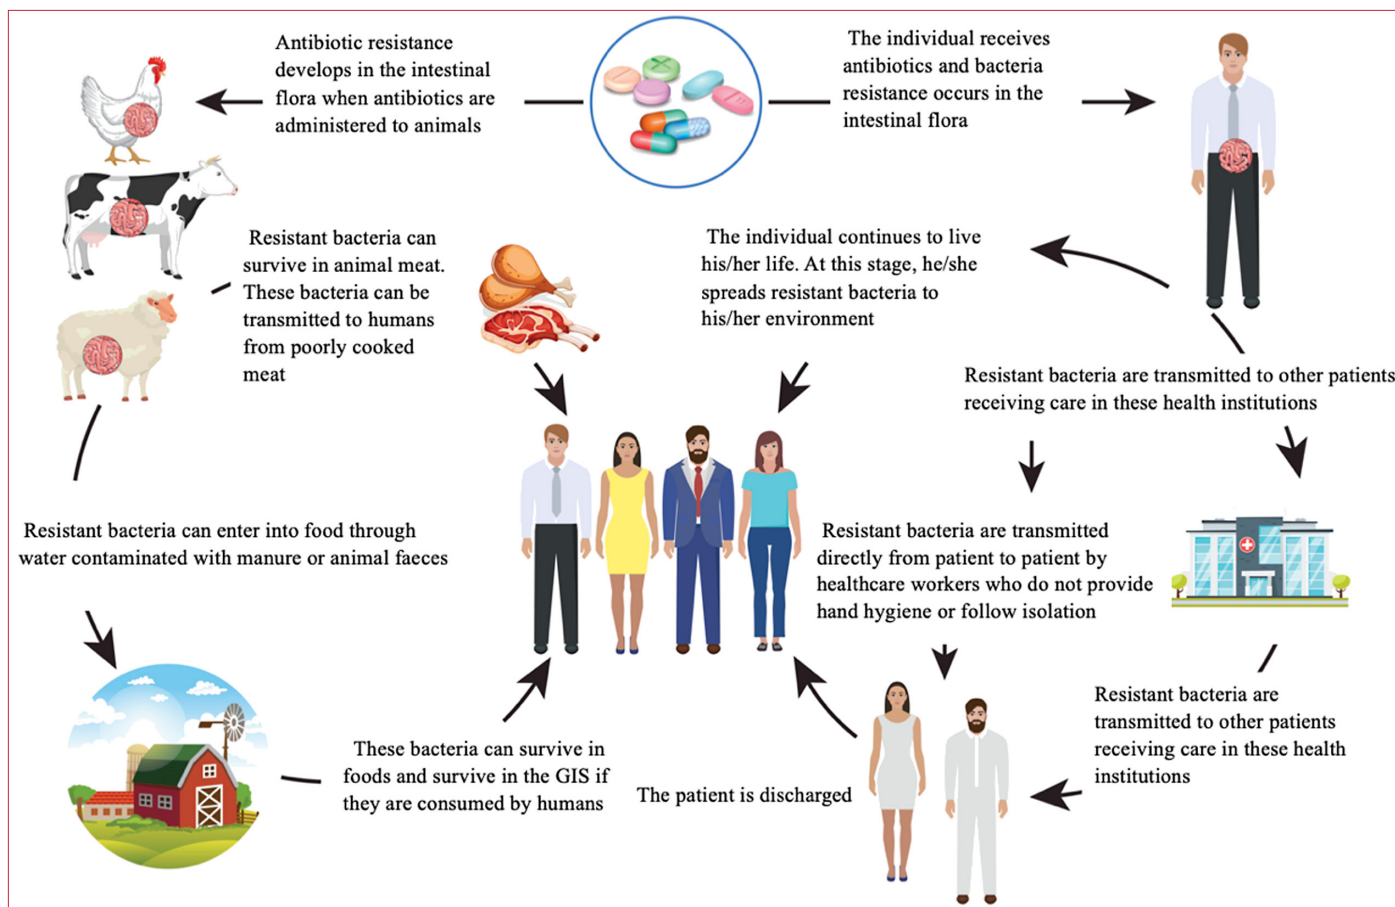 Antibiotic resistance
develops in the intestinal
flora when antibiotics are
administered to animals
The individual receives
antibiotics and bacteria
resistance occurs in the
intestinal flora
Resistant bacteria can
survive in animal meat.
These bacteria can be
transmitted to humans
from poorly cooked
meat
The individual continues to live
his/her life. At this stage, he/she
spreads resistant bacteria to
his/her environment
Resistant bacteria are transmitted to other patients
receiving care in these health institutions
Resistant bacteria can enter into food through
water contaminated with manure or animal faeces
Resistant bacteria are transmitted
directly from patient to patient by
healthcare workers who do not provide
hand hygiene or follow isolation
These bacteria can survive in
foods and survive in the GIS if
they are consumed by humans
The patient is discharged
Resistant bacteria are
transmitted to other patients
receiving care in these health
institutions